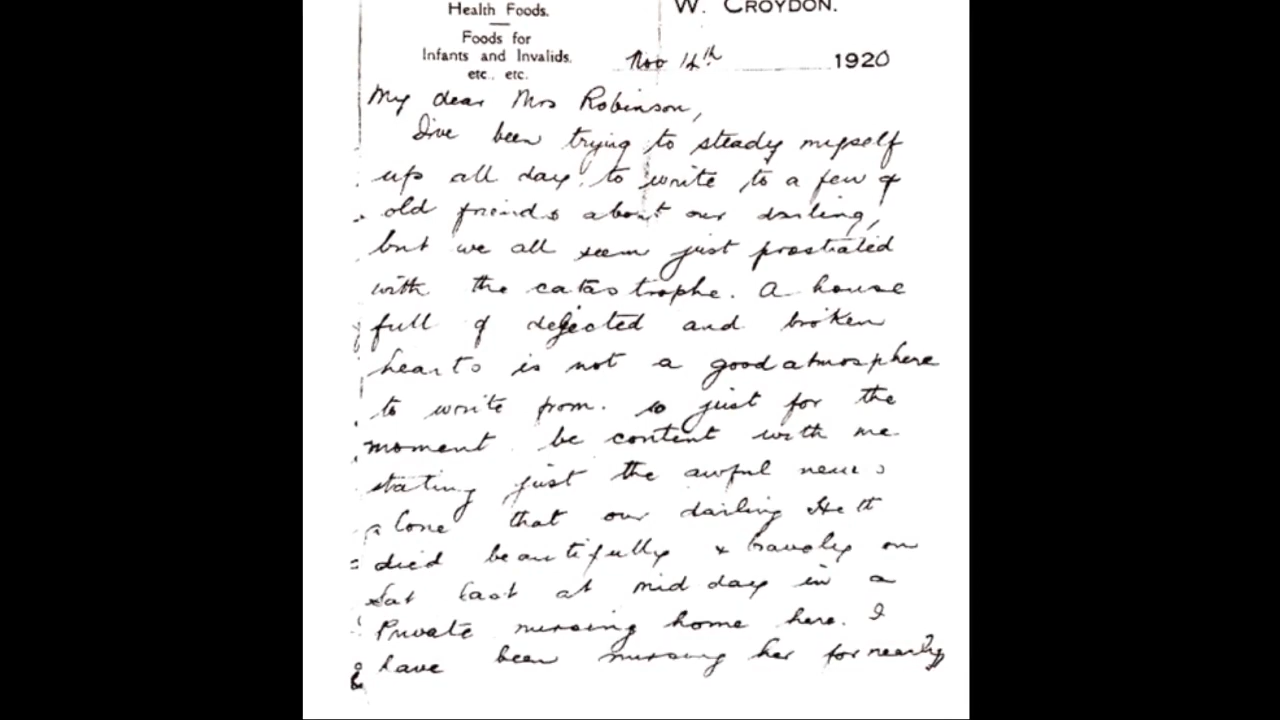 Health Foods.
W. CROYDON.
Foods for
Infants and Invalids.
etc., etc.
Nov 14th 1920
My dear Mrs Robinson,
I've been trying to steady myself
up all day, to write to a few of
old friends about our darling,
but we all seem just prostrated
with the catastrophe. A house
full of dejected and broken
hearts is not a good atmosphere
to write from. so just for the
moment be content with me
stating just the awful news
alone that our darling Hett
died beautifully & bravely on
Sat last at mid day in a
Private nursing home here. I
have been nursing her for nearly